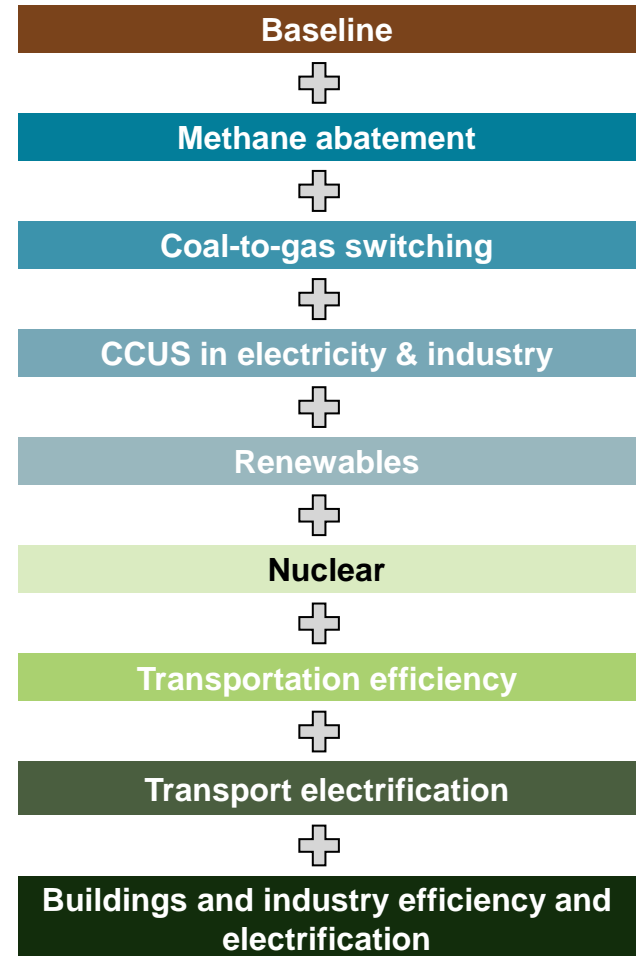 Baseline
Methane abatement
Coal-to-gas switching
CCUS in electricity & industry
Renewables
Nuclear
Transportation efficiency
Transport electrification
Buildings and industry efficiency and
electrification